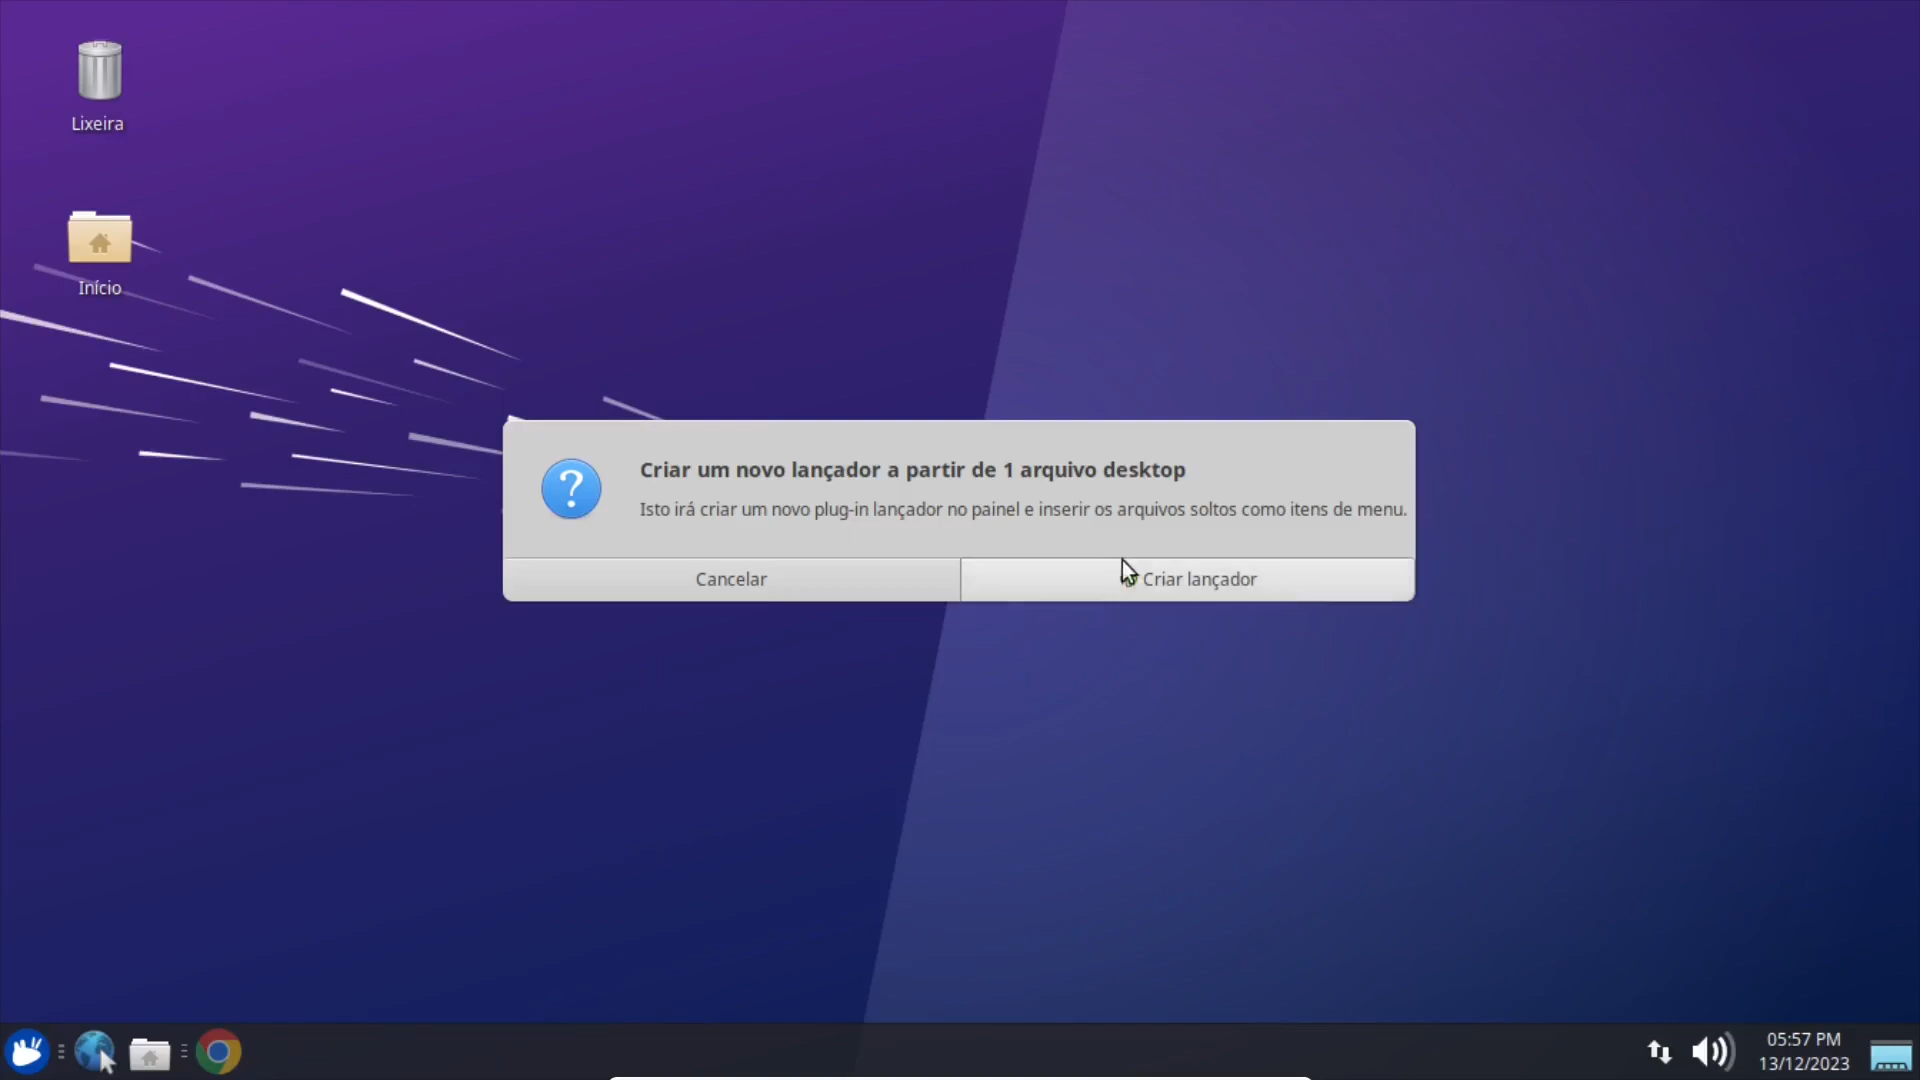 Lixeira
Início
Criar um novo lançador a partir de 1 arquivo desktop
Isto irá criar um novo plug-in lançador no painel e inserir os arquivos soltos como itens de menu.
Cancelar
Criar lançador
05:57 PM
13/12/2023